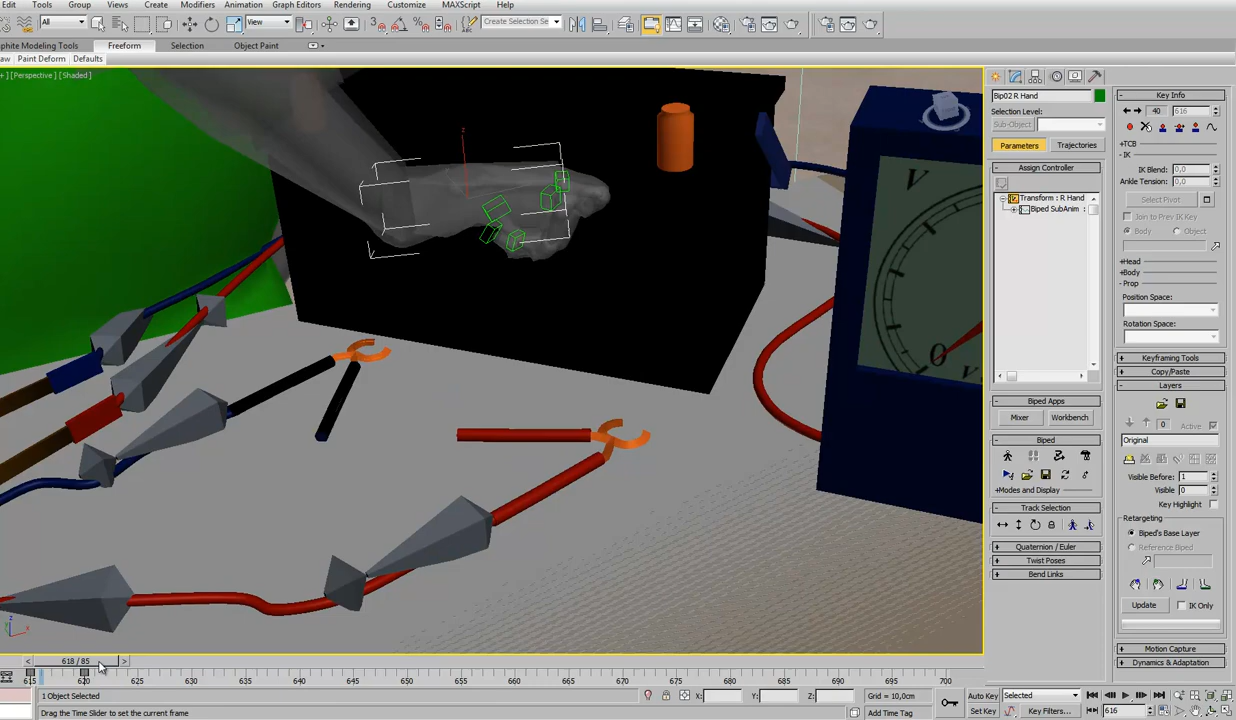 Edit Tools Group Views Create Modifiers Animation Graph Editors Rendering Customize MAXScript Help
All View Create Selection Se
Graphite Modeling Tools Freeform Selection Object Paint
Paint Deform Defaults
+ ] [Perspective ] [Shaded ]
z
V
0
V
Bip02 R Hand
Selection Level:
Sub-Object
Parameters Trajectories
- Assign Controller
Transform : R Hand
Biped SubAnim :
- Biped Apps
Mixer Workbench
- Biped
+Modes and Display
- Track Selection
+ Quaternion / Euler
+ Twist Poses
+ Bend Links
- Key Info
40 616
+TCB
- IK
IK Blend: 0,0
Ankle Tension: 0,0
Select Pivot
Join to Prev IK Key
Body Object
+Head
+Body
- Prop
Position Space:
Rotation Space:
+ Keyframing Tools
+ Copy/Paste
- Layers
0 Active
Original
Visible Before: 1
Visible 0
Key Highlight
Retargeting
Biped's Base Layer
Reference Biped
Update IK Only
+ Motion Capture
+ Dynamics & Adaptation
z
x
< 618 / 85 >
615 620 625 630 635 640 645 650 655 660 665 670 675 680 685 690 695 700
1 Object Selected X: Y: Z: Grid = 10,0cm Auto Key Selected
Drag the Time Slider to set the current frame Add Time Tag Set Key Key Filters... 616